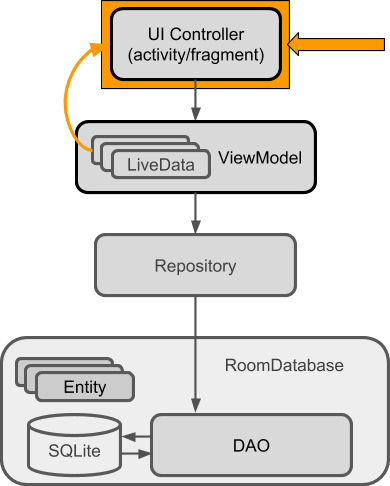 UI Controller
(activity/fragment)
LiveData
ViewModel
Repository
RoomDatabase
Entity
SQLite
DAO